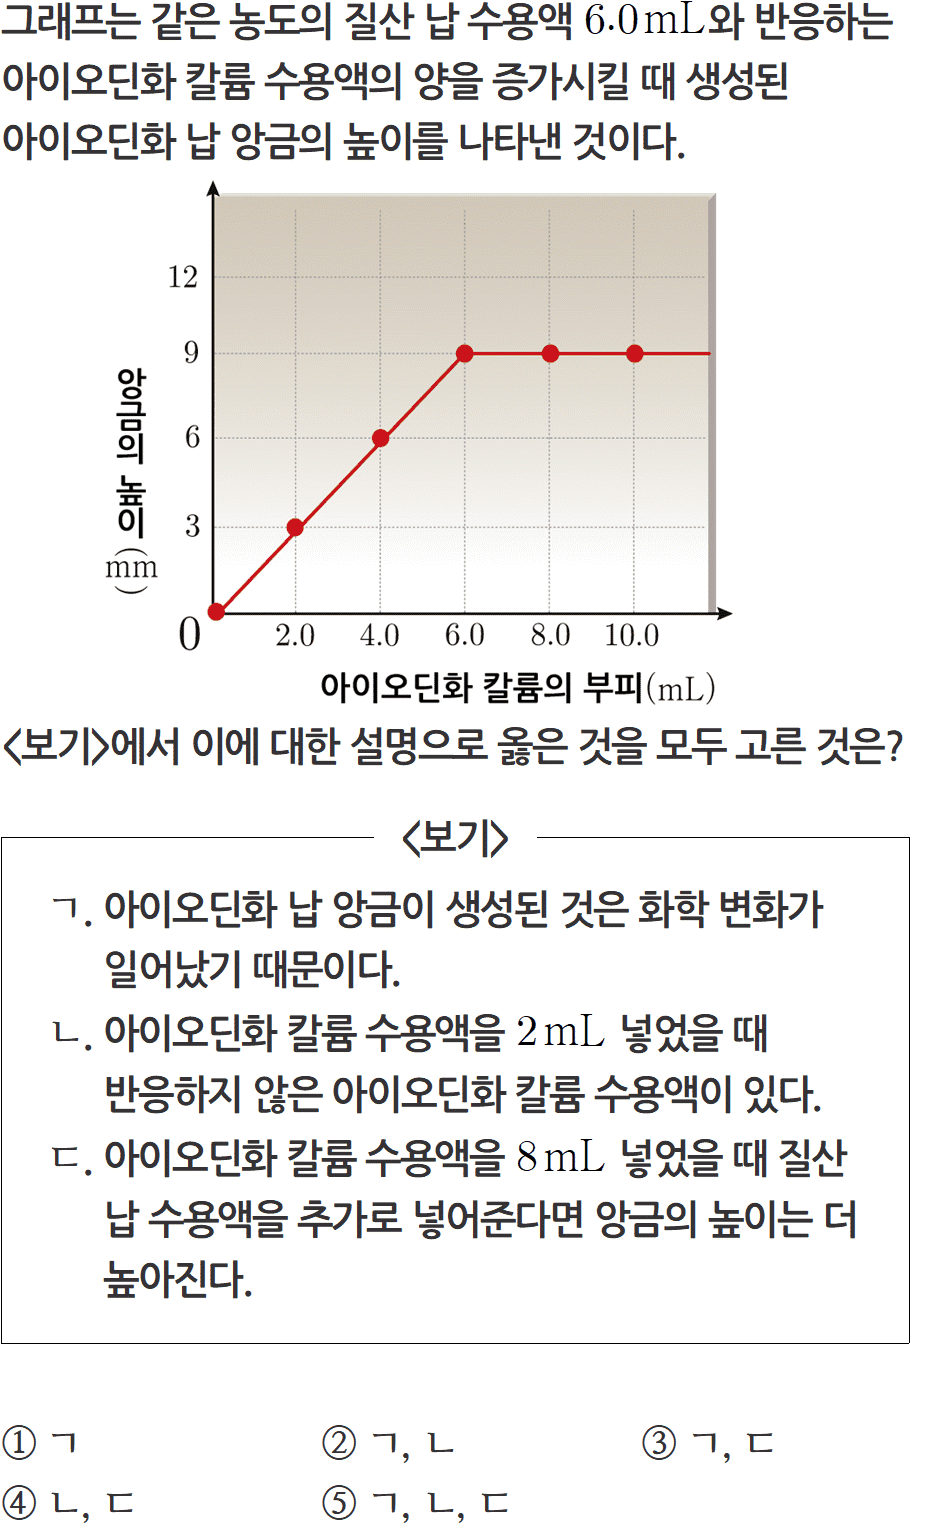 그래프는 같은 농도의 질산 납 수용액 6.0mL와 반응하는
아이오딘화 칼륨 수용액의 양을 증가시킬 때 생성된
아이오딘화 납 앙금의 높이를 나타낸 것이다.
12
9
6
3
0
앙금의 높이(mm)
2.0 4.0 6.0 8.0 10.0
아이오딘화 칼륨의 부피(mL)
<보기>에서 이에 대한 설명으로 옳은 것을 모두 고른 것은?
<보기>
ㄱ. 아이오딘화 납 앙금이 생성된 것은 화학 변화가
일어났기 때문이다.
ㄴ. 아이오딘화 칼륨 수용액을 2mL 넣었을 때
반응하지 않은 아이오딘화 칼륨 수용액이 있다.
ㄷ. 아이오딘화 칼륨 수용액을 8mL 넣었을 때 질산
납 수용액을 추가로 넣어준다면 앙금의 높이는 더
높아진다.
① ㄱ ② ㄱ, ㄴ ③ ㄱ, ㄷ
④ ㄴ, ㄷ ⑤ ㄱ, ㄴ, ㄷ